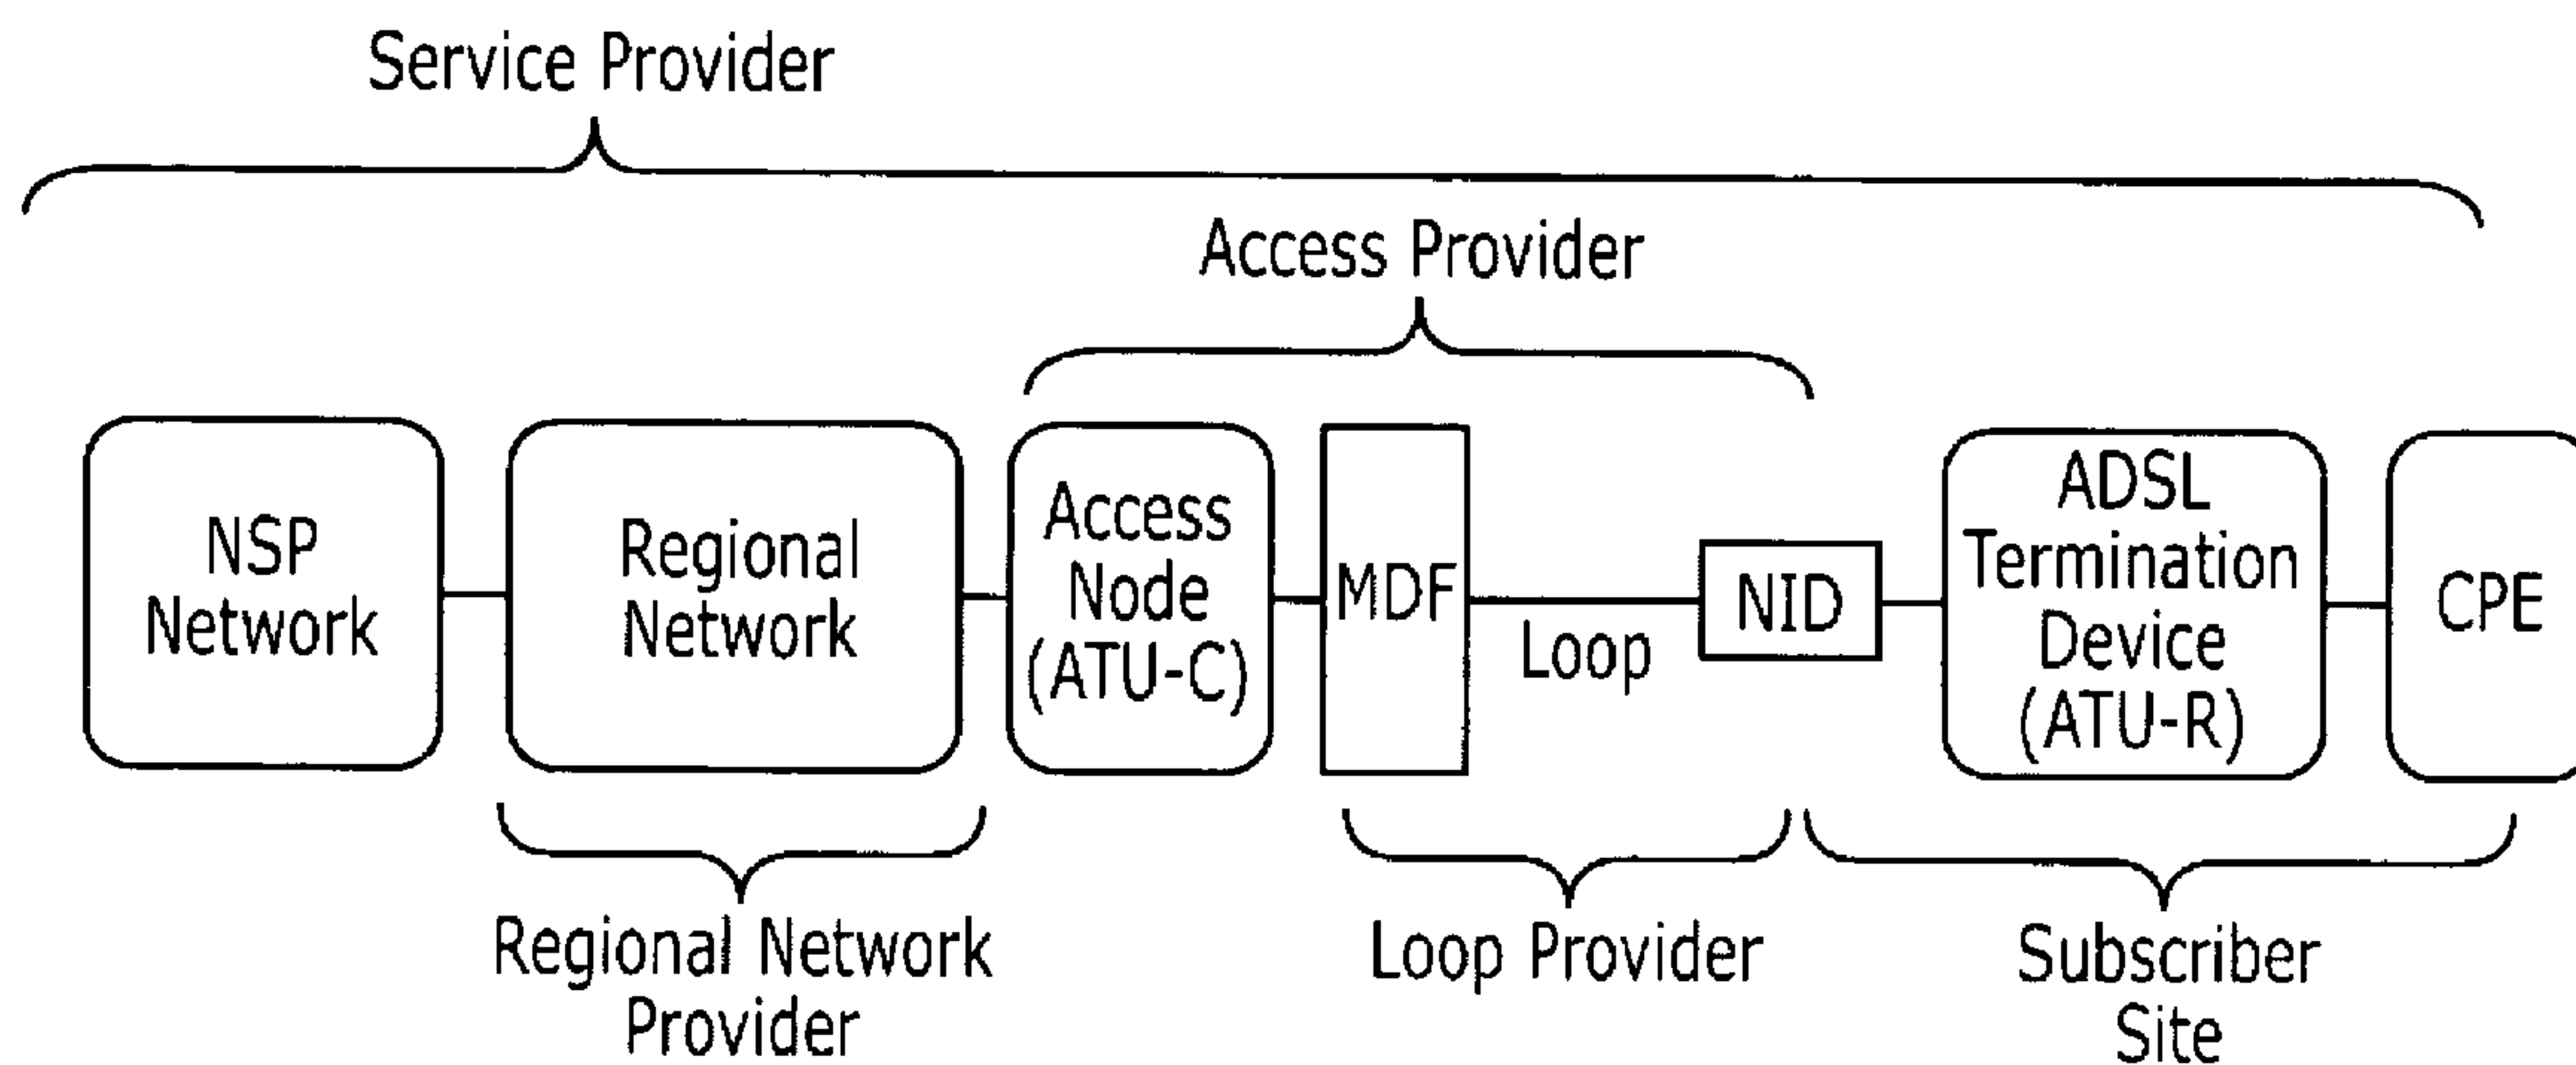 Service Provider
Access Provider
NSP
Network
Regional
Network
Access
Node
(ATU-C)
MDF
Loop
NID
ADSL
Termination
Device
(ATU-R)
CPE
Regional Network
Provider
Loop Provider
Subscriber
Site